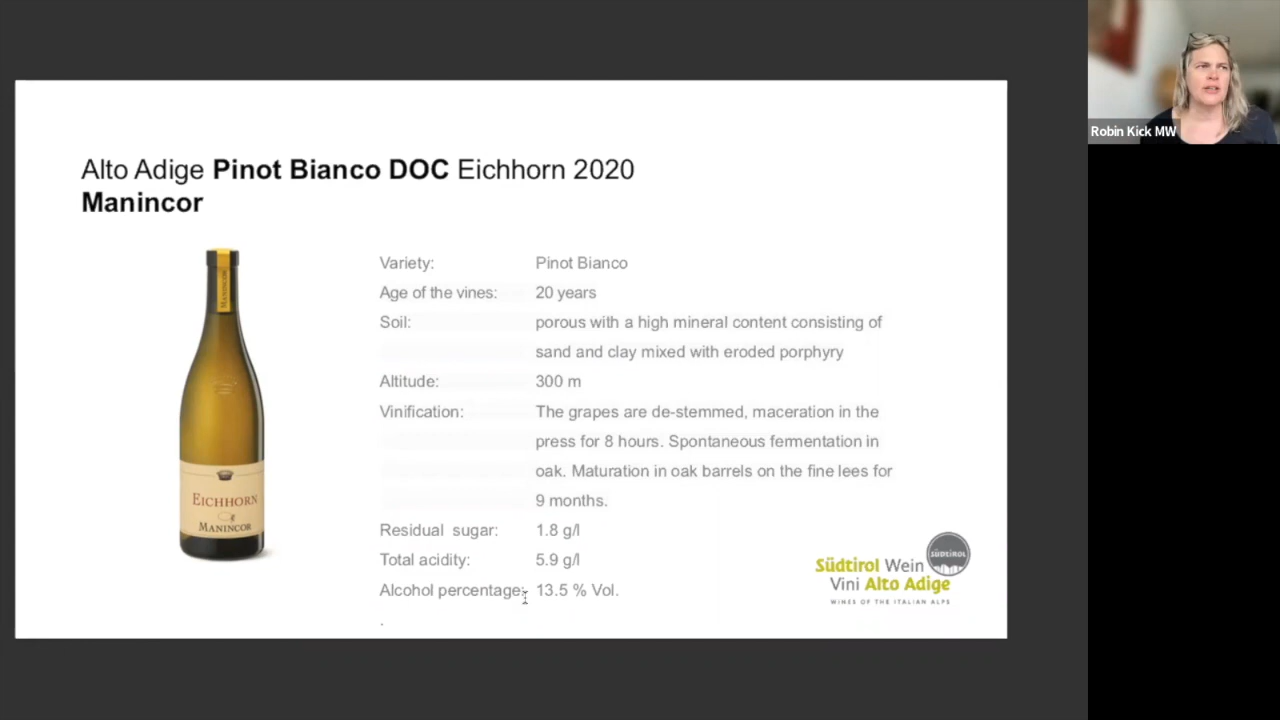 Robin Kick MW
Alto Adige Pinot Bianco DOC Eichhorn 2020
Manincor
MANINCOR
EICHHORN
MANINCOR
Variety: Pinot Bianco
Age of the vines: 20 years
Soil: porous with a high mineral content consisting of
sand and clay mixed with eroded porphyry
Altitude: 300 m
Vinification: The grapes are de-stemmed, maceration in the
press for 8 hours. Spontaneous fermentation in
oak. Maturation in oak barrels on the fine lees for
9 months.
Residual sugar: 1.8 g/l
Total acidity: 5.9 g/l
Alcohol percentage: 13.5 % Vol.
.
SÜDTIROL
Südtirol Wein
Vini Alto Adige
WINES OF THE ITALIAN ALPS